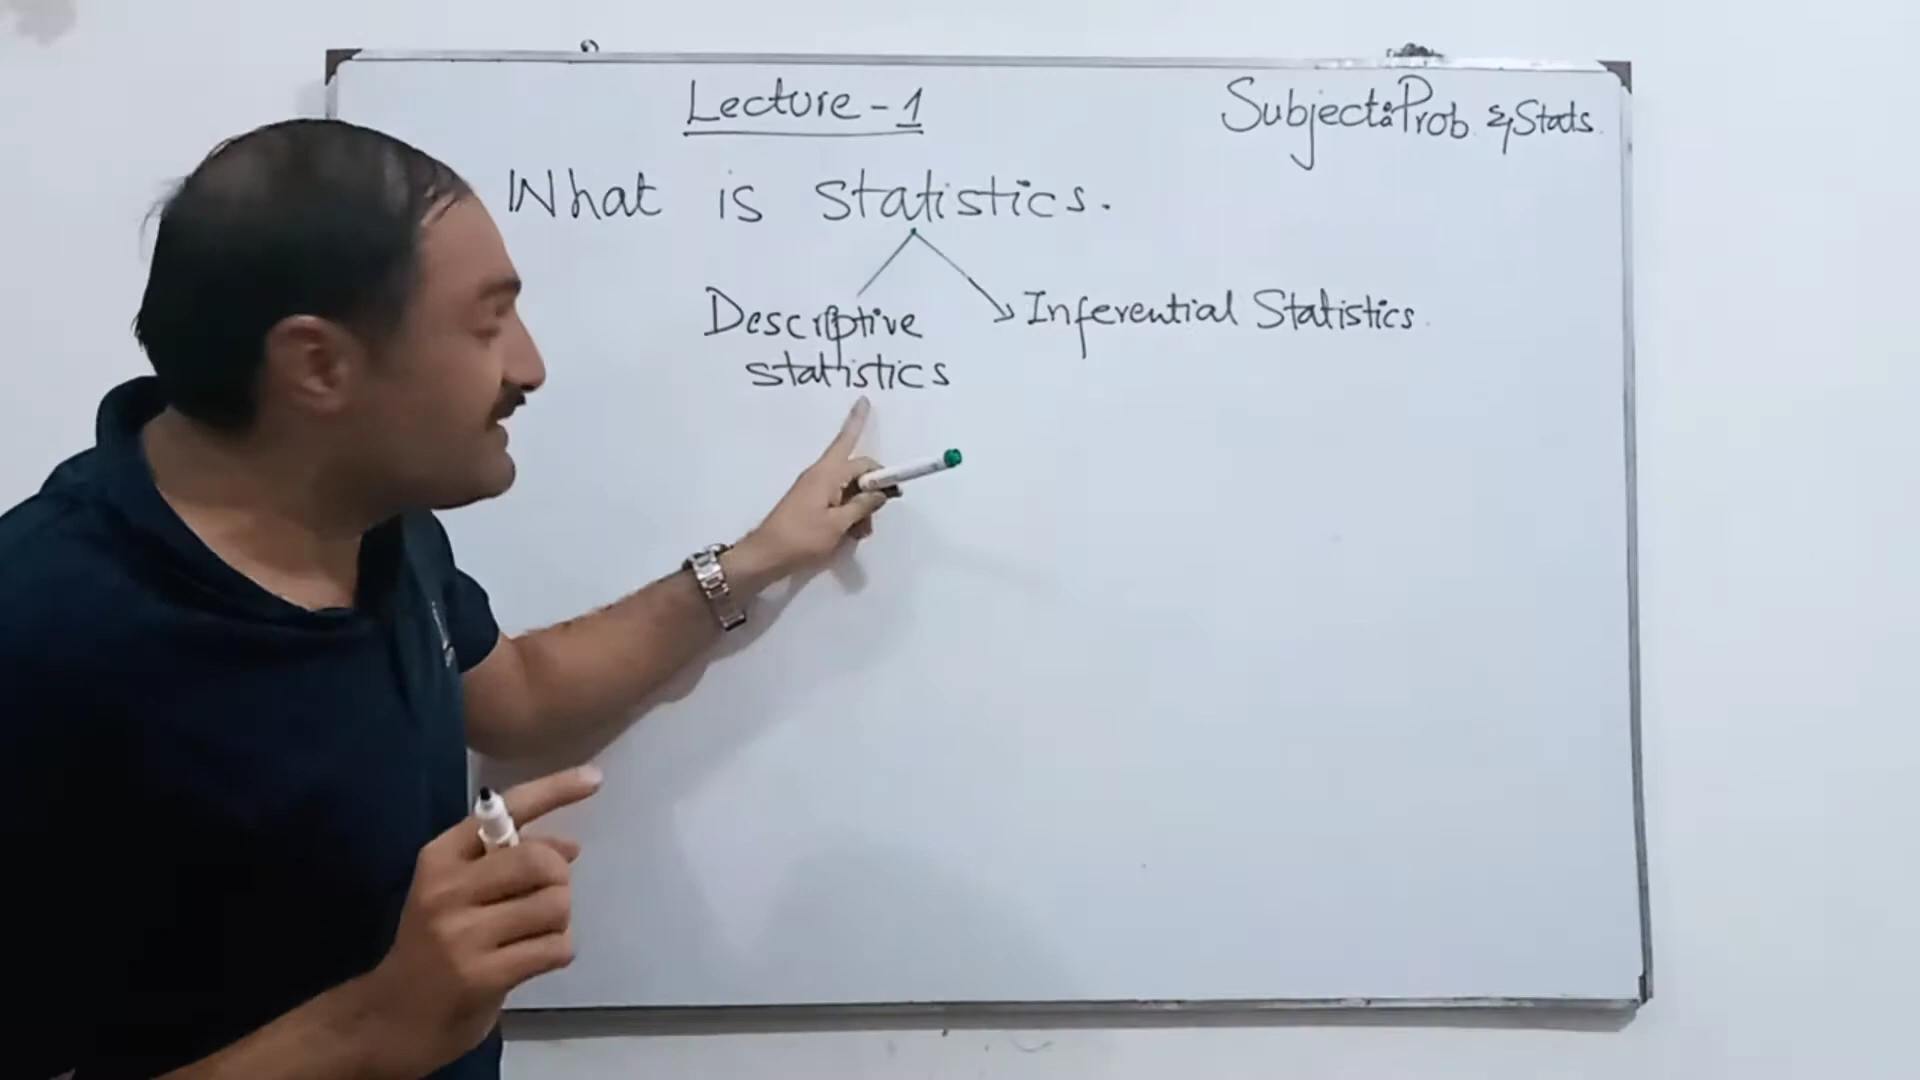 Lecture - 1
Subject: Prob & Stats.
What is statistics.
Descriptive
statistics
Inferential Statistics